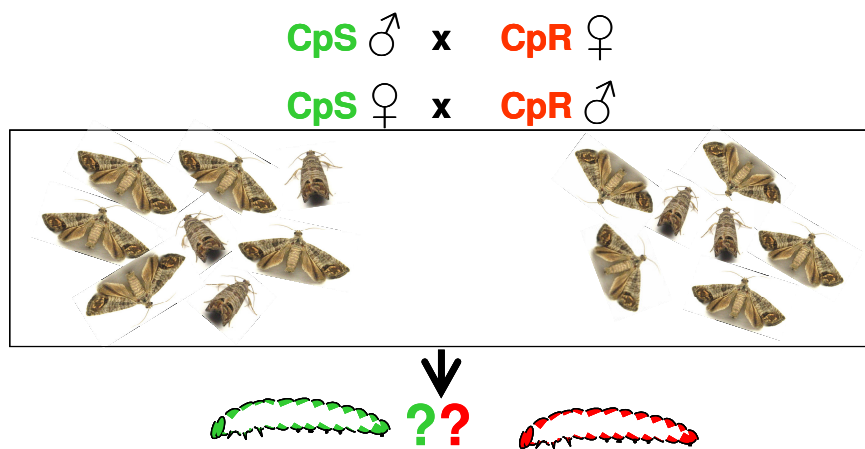 CpS ♂ x CpR ♀
CpS ♀ x CpR ♂
??